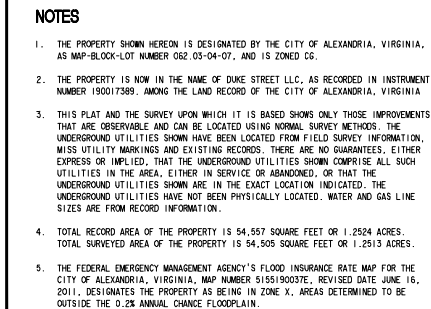 NOTES
1. THE PROPERTY SHOWN HEREON IS DESIGNATED BY THE CITY OF ALEXANDRIA, VIRGINIA,
AS MAP-BLOCK-LOT NUMBER 062.03-04-07, AND IS ZONED CG.
2. THE PROPERTY IS NOW IN THE NAME OF DUKE STREET LLC, AS RECORDED IN INSTRUMENT
NUMBER 190017389, AMONG THE LAND RECORD OF THE CITY OF ALEXANDRIA, VIRGINIA
3. THIS PLAT AND THE SURVEY UPON WHICH IT IS BASED SHOWS ONLY THOSE IMPROVEMENTS
THAT ARE OBSERVABLE AND CAN BE LOCATED USING NORMAL SURVEY METHODS. THE
UNDERGROUND UTILITIES SHOWN HAVE BEEN LOCATED FROM FIELD SURVEY INFORMATION,
MISS UTILITY MARKINGS AND EXISTING RECORDS. THERE ARE NO GUARANTEES, EITHER
EXPRESS OR IMPLIED, THAT THE UNDERGROUND UTILITIES SHOWN COMPRISE ALL SUCH
UTILITIES IN THE AREA, EITHER IN SERVICE OR ABANDONED, OR THAT THE
UNDERGROUND UTILITIES SHOWN ARE IN THE EXACT LOCATION INDICATED. THE
UNDERGROUND UTILITIES HAVE NOT BEEN PHYSICALLY LOCATED. WATER AND GAS LINE
SIZES ARE FROM RECORD INFORMATION.
4. TOTAL RECORD AREA OF THE PROPERTY IS 54,557 SQUARE FEET OR 1.2524 ACRES.
TOTAL SURVEYED AREA OF THE PROPERTY IS 54,505 SQUARE FEET OR 1.2513 ACRES.
5. THE FEDERAL EMERGENCY MANAGEMENT AGENCY'S FLOOD INSURANCE RATE MAP FOR THE
CITY OF ALEXANDRIA, VIRGINIA, MAP NUMBER 5155190037E, REVISED DATE JUNE 16,
2011, DESIGNATES THE PROPERTY AS BEING IN ZONE X, AREAS DETERMINED TO BE
OUTSIDE THE 0.2% ANNUAL CHANCE FLOODPLAIN.